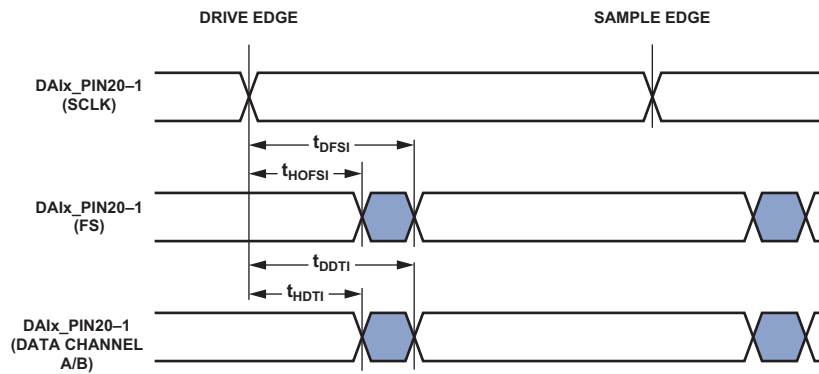 DRIVE EDGE
SAMPLE EDGE
DAIx_PIN20–1
(SCLK)
tDFSI
tHOFSI
DAIx_PIN20–1
(FS)
tDDTI
tHDTI
DAIx_PIN20–1
(DATA CHANNEL
A/B)